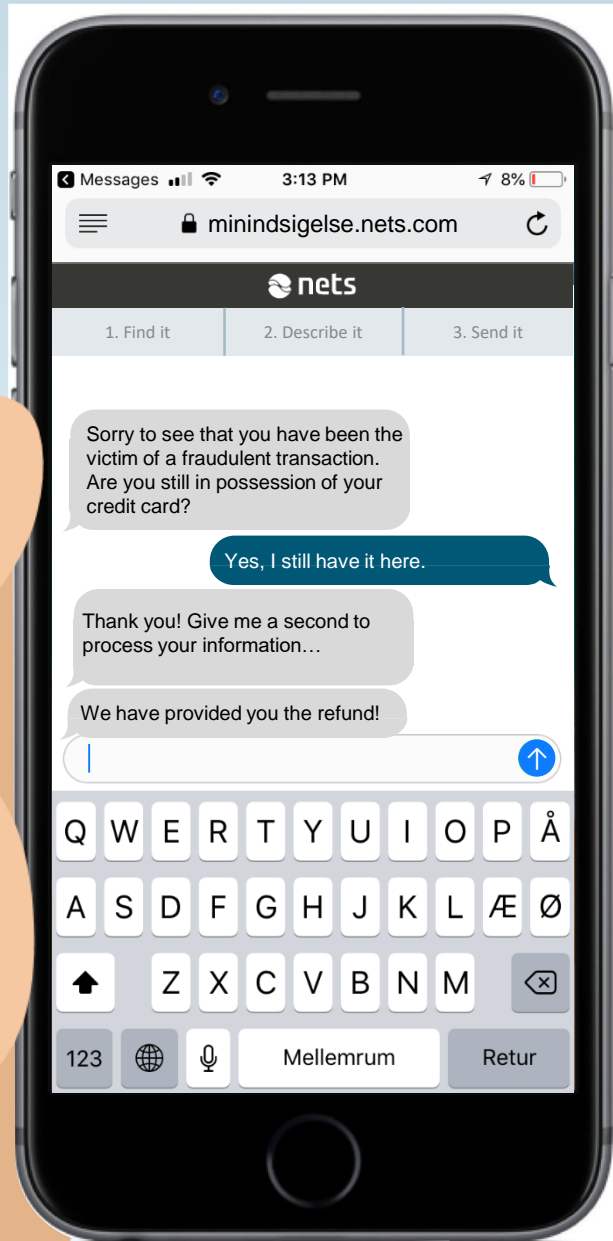 Messages 3:13 PM 8%
minindsigelse.nets.com
nets
1. Find it 2. Describe it 3. Send it
Sorry to see that you have been the
victim of a fraudulent transaction.
Are you still in possession of your
credit card?
Yes, I still have it here.
Thank you! Give me a second to
process your information…
We have provided you the refund!
Q W E R T Y U I O P Å
A S D F G H J K L Æ Ø
Z X C V B N M
123 Mellemrum Retur